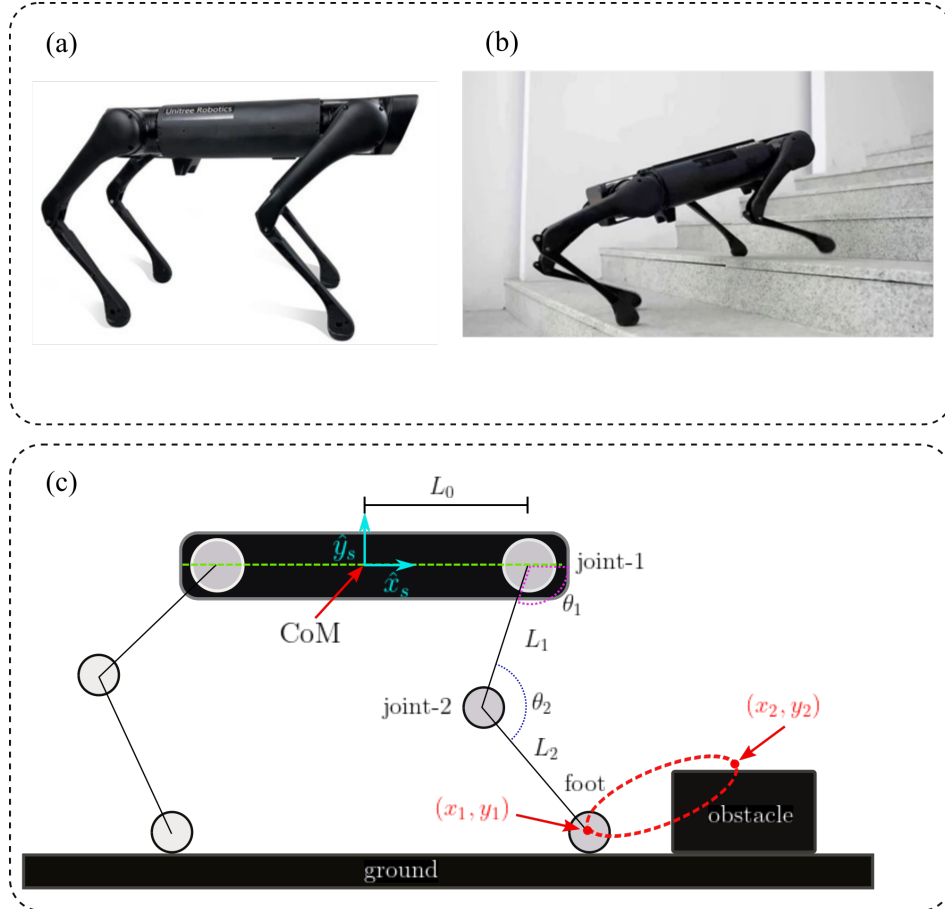 (a)
(b)
Unitree Robotics
(c)
L₀
ŷₛ
x̂ₛ
joint-1
θ₁
CoM
L₁
joint-2
θ₂
(x₂, y₂)
L₂
foot
(x₁, y₁)
obstacle
ground